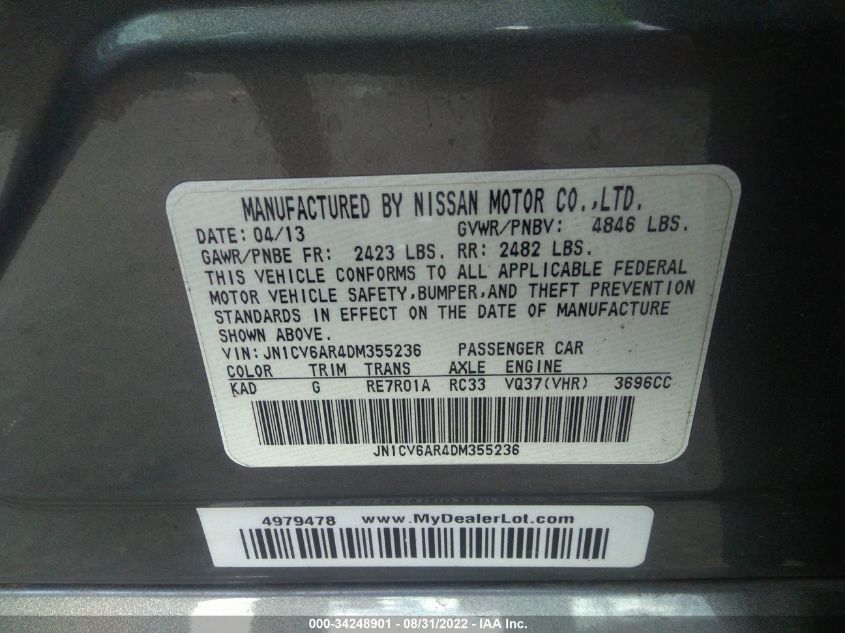 MANUFACTURED BY NISSAN MOTOR CO.,LTD.
DATE: 04/13 GVWR/PNBV: 4846 LBS.
GAWR/PNBE FR: 2423 LBS. RR: 2482 LBS.
THIS VEHICLE CONFORMS TO ALL APPLICABLE FEDERAL
MOTOR VEHICLE SAFETY,BUMPER,AND THEFT PREVENTION
STANDARDS IN EFFECT ON THE DATE OF MANUFACTURE
SHOWN ABOVE.
VIN: JN1CV6AR4DM355236 PASSENGER CAR
COLOR TRIM TRANS AXLE ENGINE
KAD G RE7R01A RC33 VQ37(VHR) 3696CC
JN1CV6AR4DM355236
4979478 www.MyDealerLot.com
000-34248901 - 08/31/2022 - IAA Inc.